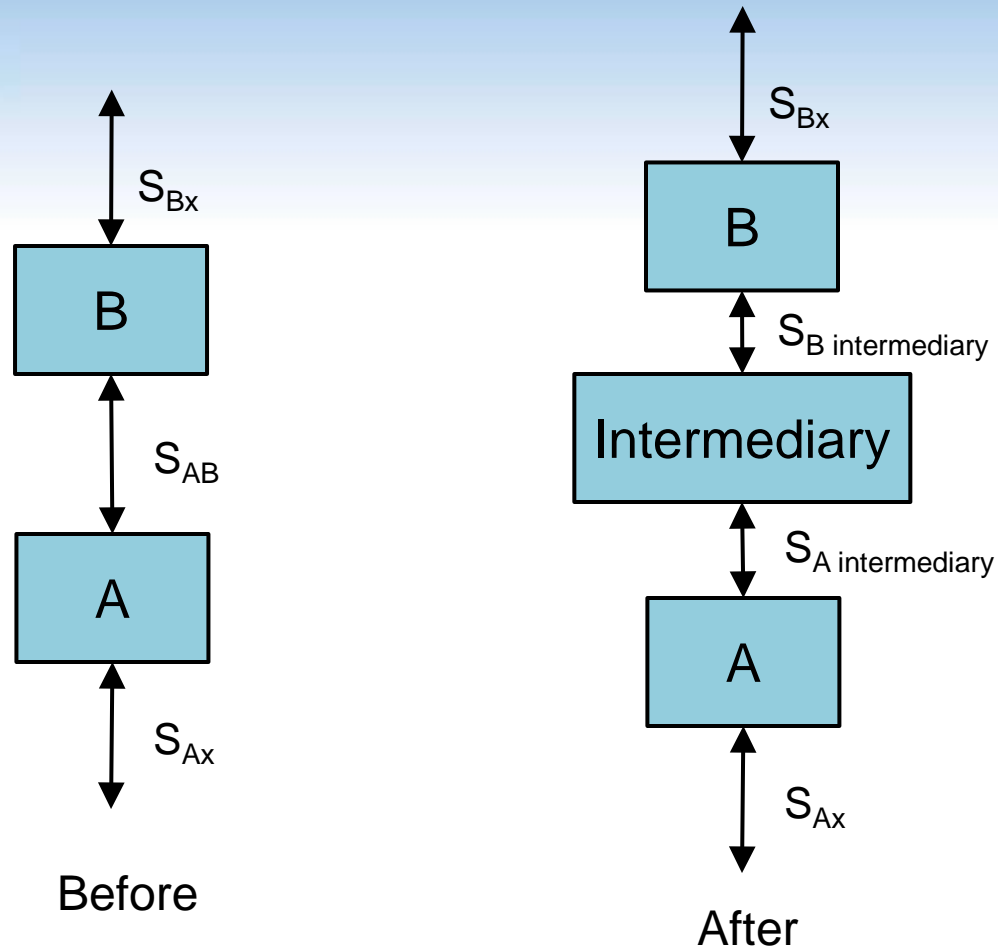 S_Bx
B
S_AB
A
S_Ax
Before
S_Bx
B
S_B intermediary
Intermediary
S_A intermediary
A
S_Ax
After